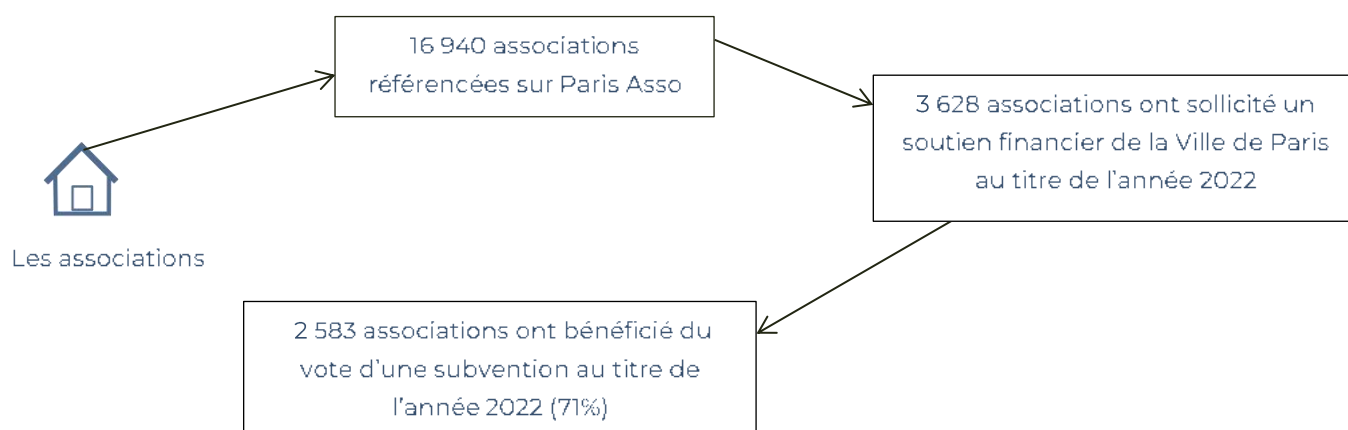 16 940 associations
référencées sur Paris Asso
3 628 associations ont sollicité un
soutien financier de la Ville de Paris
au titre de l'année 2022
Les associations
2 583 associations ont bénéficié du
vote d'une subvention au titre de
l'année 2022 (71%)